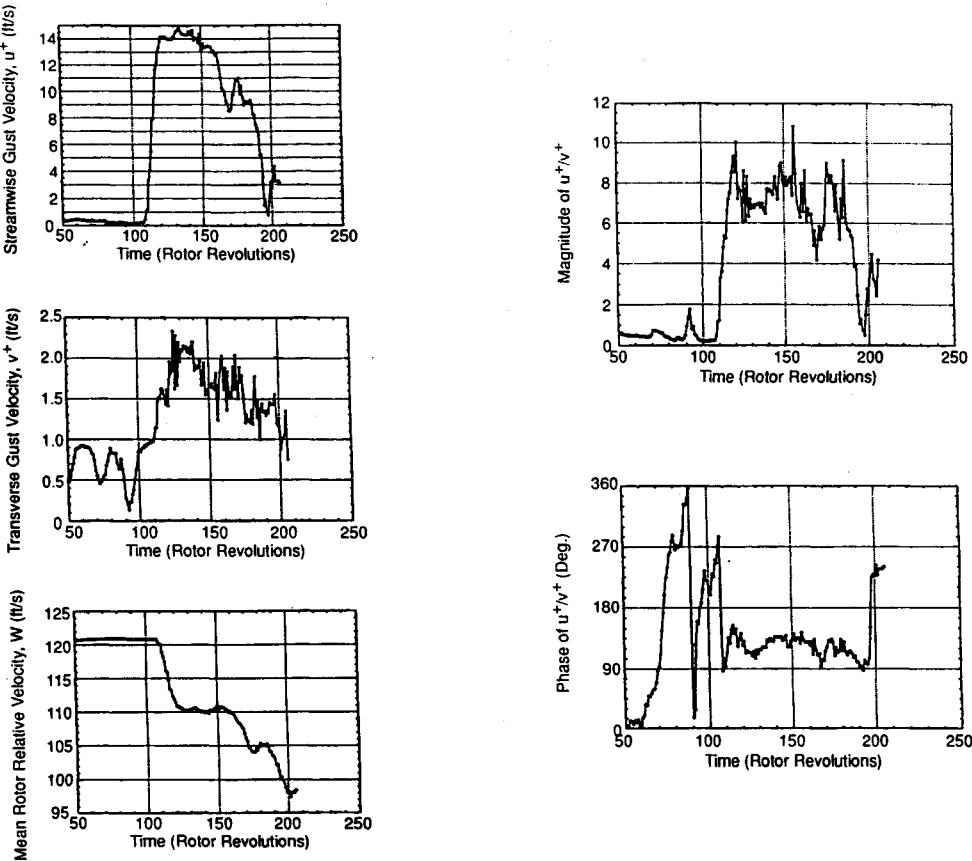 Streamwise Gust Velocity, u+ (ft/s)
14
12
10
8
6
4
2
0
50 100 150 200 250
Time (Rotor Revolutions)
Transverse Gust Velocity, v+ (ft/s)
2.5
2.0
1.5
1.0
0.5
0
50 100 150 200 250
Time (Rotor Revolutions)
Mean Rotor Relative Velocity, W (ft/s)
125
120
115
110
105
100
95
50 100 150 200 250
Time (Rotor Revolutions)
Magnitude of u+/v+
12
10
8
6
4
2
0
50 100 150 200 250
Time (Rotor Revolutions)
Phase of u+/v+ (Deg.)
360
270
180
90
0
50 100 150 200 250
Time (Rotor Revolutions)